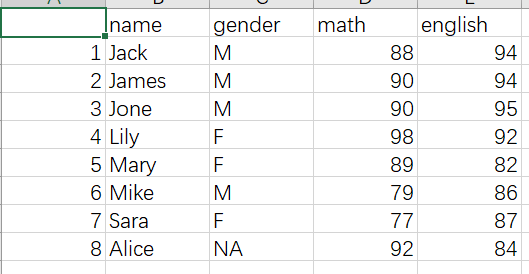 name gender math english
1 Jack M 88 94
2 James M 90 94
3 Jone M 90 95
4 Lily F 98 92
5 Mary F 89 82
6 Mike M 79 86
7 Sara F 77 87
8 Alice NA 92 84